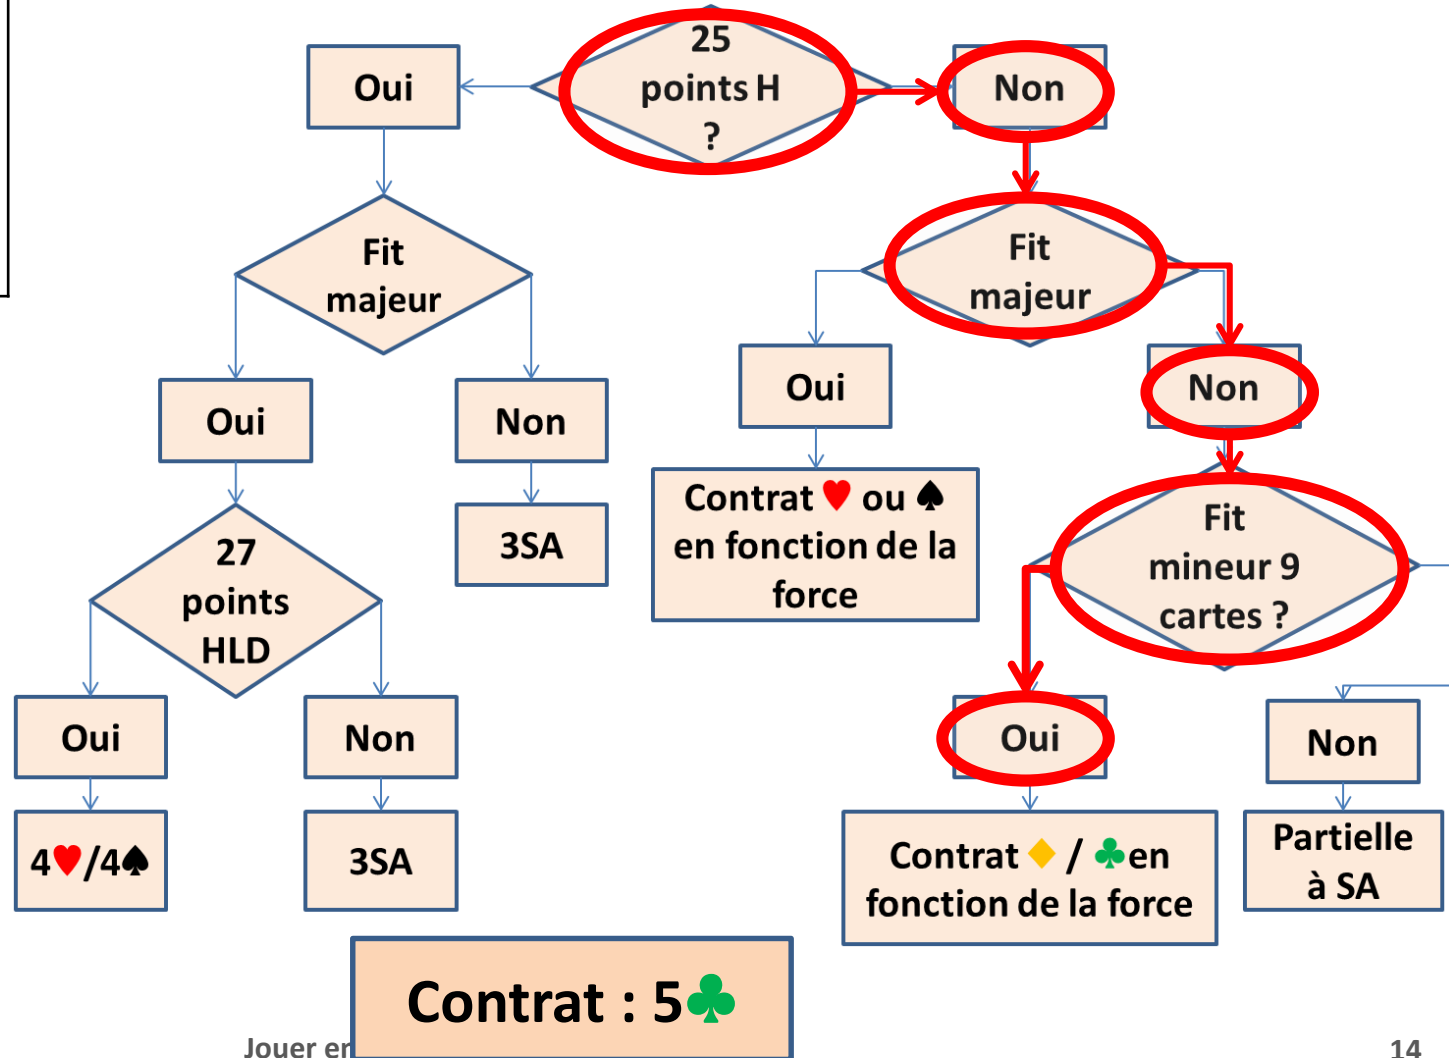 25
points H
?
Oui
Non
Fit
majeur
Fit
majeur
Oui
Non
Oui
Non
3SA
Contrat ♥ ou ♠
en fonction de la
force
Fit
mineur 9
cartes ?
27
points
HLD
Oui
Non
Oui
Non
4♥/4♠
3SA
Contrat ♦ / ♣en
fonction de la force
Partielle
à SA
Contrat : 5♣
Jouer en
14